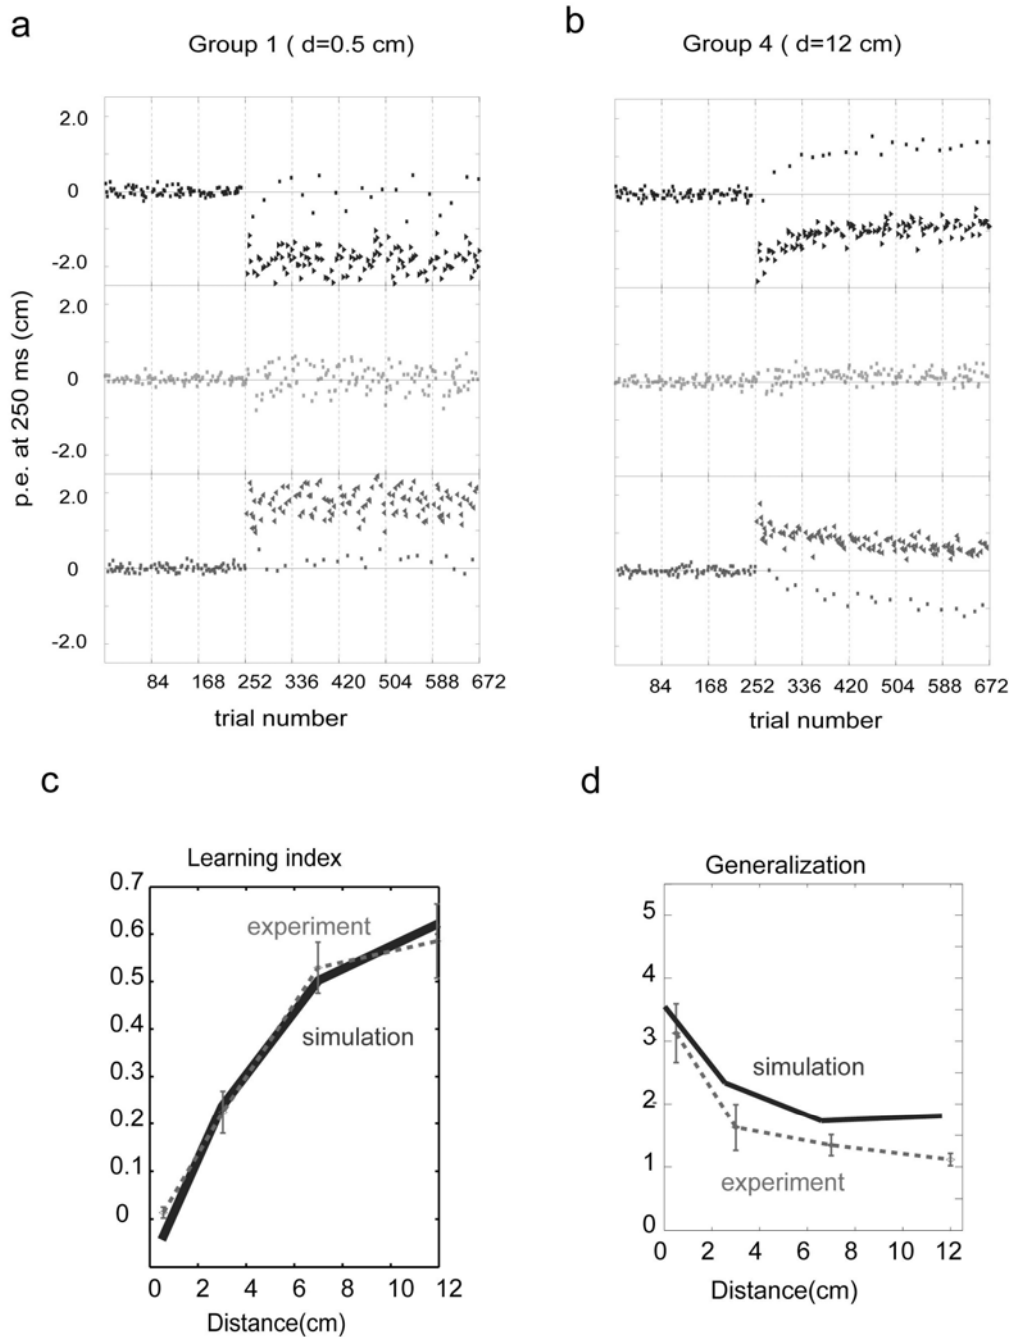 a
b
Group 1 ( d=0.5 cm)
Group 4 ( d=12 cm)
p.e. at 250 ms (cm)
2.0
0
-2.0
2.0
0
-2.0
2.0
0
-2.0
84 168 252 336 420 504 588 672
84 168 252 336 420 504 588 672
trial number
trial number
c
d
Learning index
0.7
0.6
0.5
0.4
0.3
0.2
0.1
0
experiment
simulation
0 2 4 6 8 10 12
Distance(cm)
Generalization
5
4
3
2
1
0
simulation
experiment
0 2 4 6 8 10 12
Distance(cm)